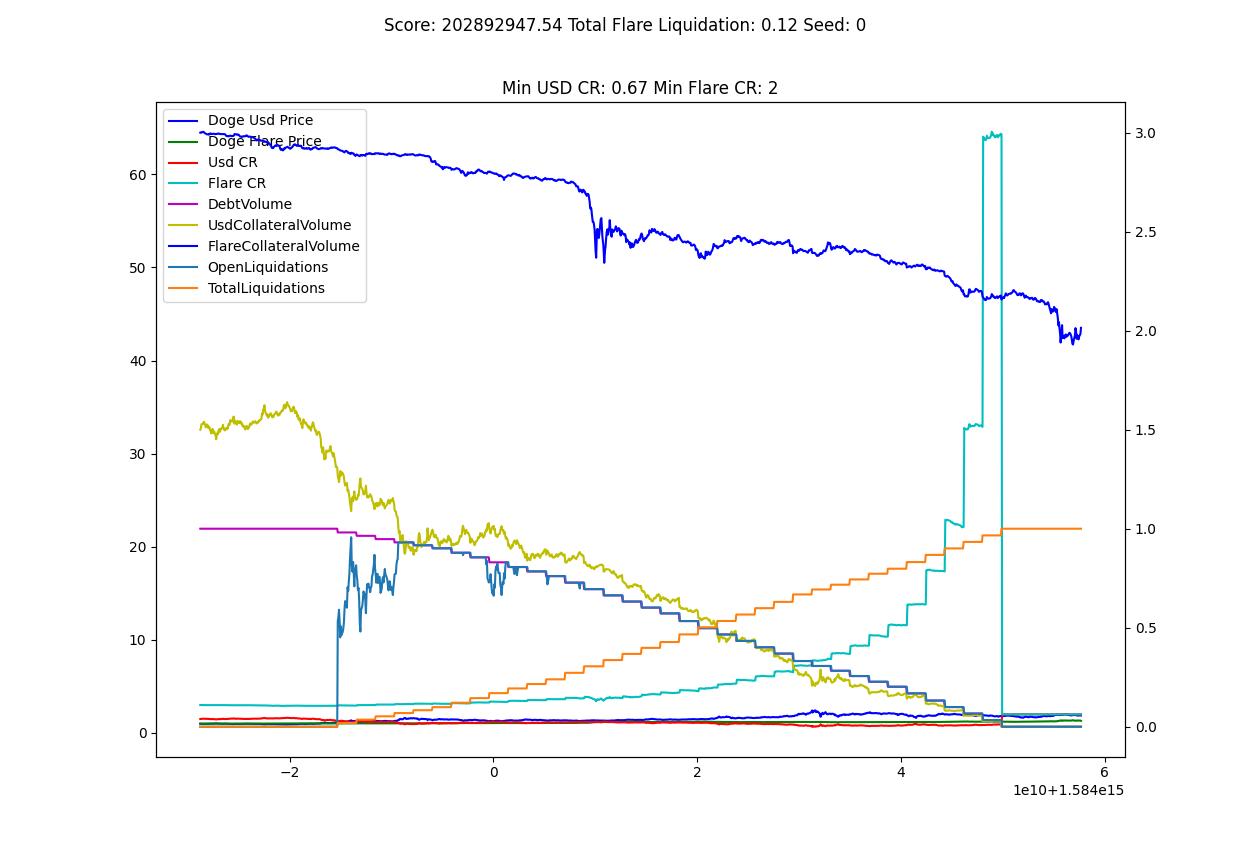 Score: 202892947.54 Total Flare Liquidation: 0.12 Seed: 0
Min USD CR: 0.67 Min Flare CR: 2
Doge Usd Price
Doge Flare Price
Usd CR
Flare CR
DebtVolume
UsdCollateralVolume
FlareCollateralVolume
OpenLiquidations
TotalLiquidations
60
50
40
30
20
10
0
3.0
2.5
2.0
1.5
1.0
0.5
0.0
−2 0 2 4 6
1e10+1.584e15